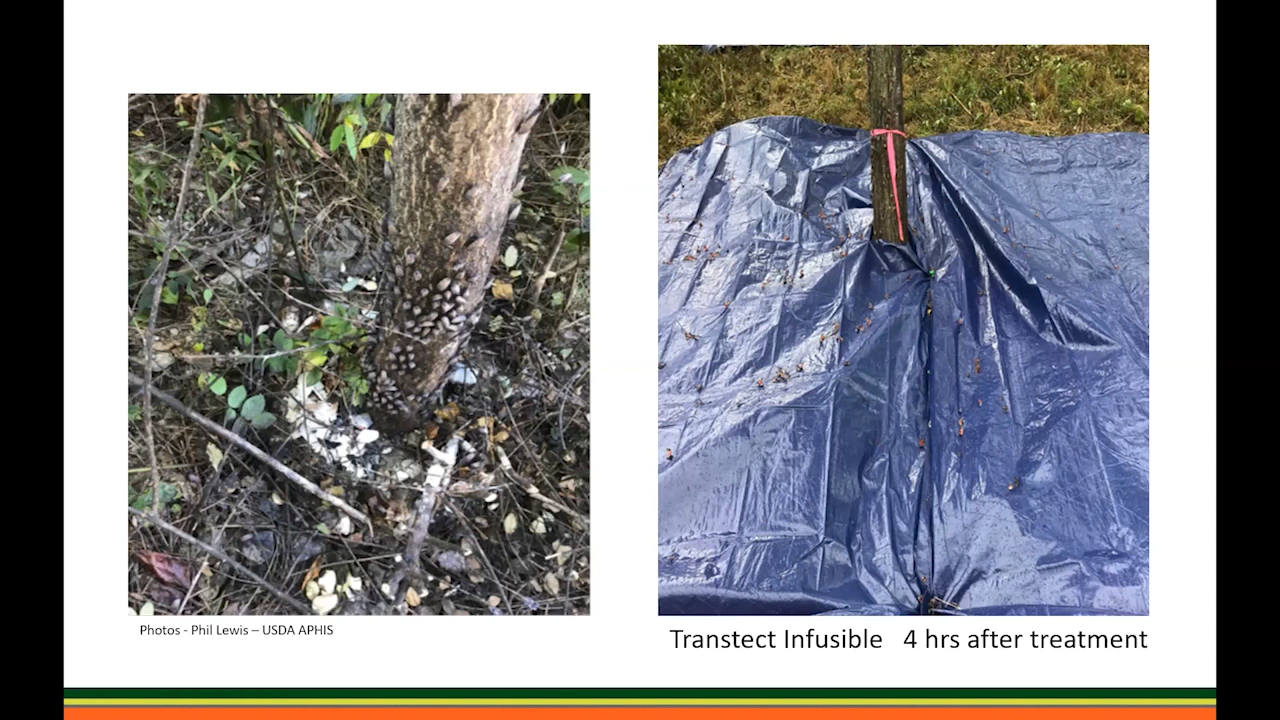 Photos - Phil Lewis – USDA APHIS
Transtect Infusible   4 hrs after treatment